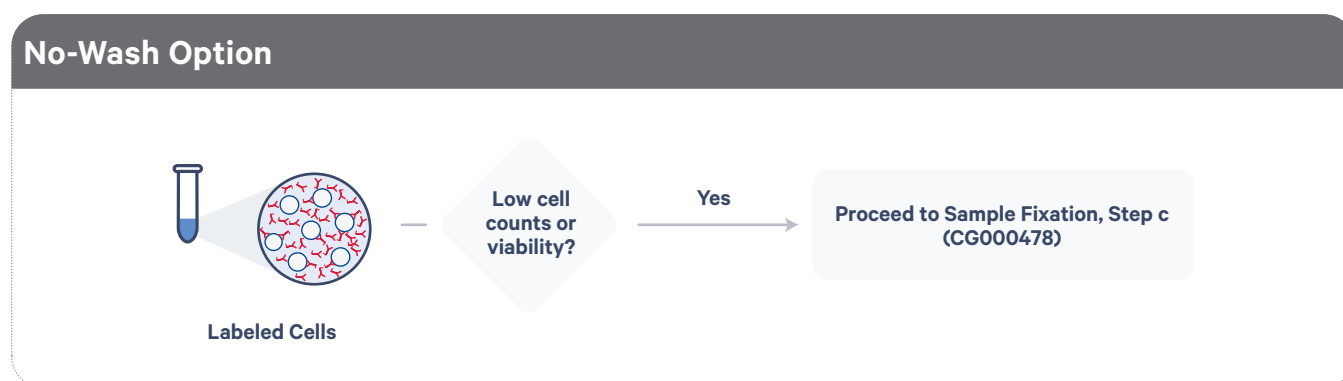 No-Wash Option
Low cell
counts or
viability?
Yes
Proceed to Sample Fixation, Step c
(CG000478)
Labeled Cells